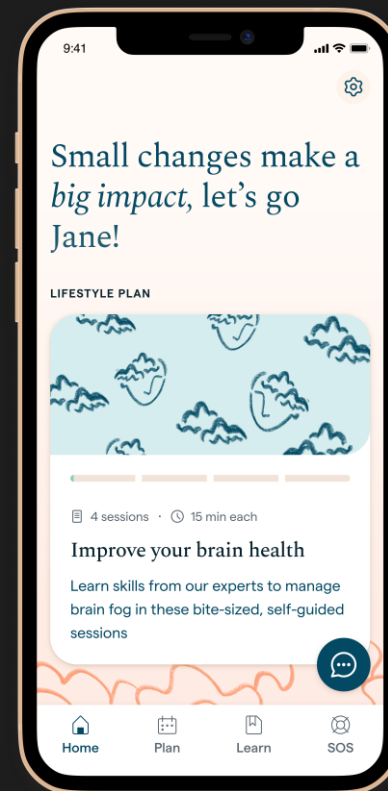 9:41
Small changes make a
big impact, let's go
Jane!
LIFESTYLE PLAN
4 sessions · 15 min each
Improve your brain health
Learn skills from our experts to manage
brain fog in these bite-sized, self-guided
sessions
Home Plan Learn SOS